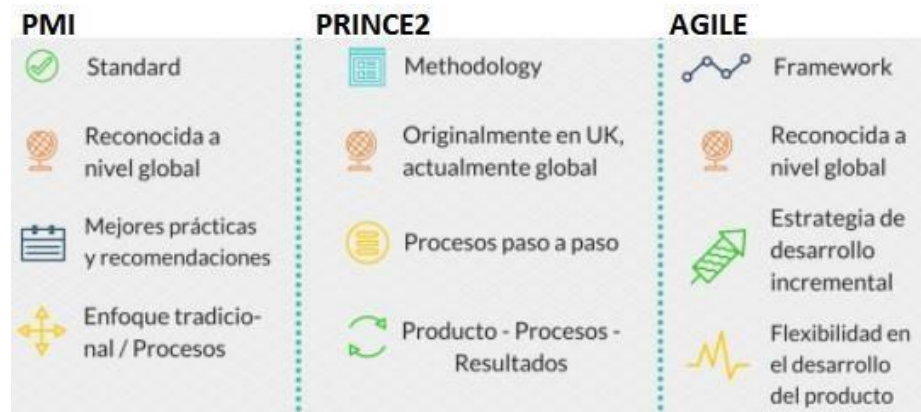 PMI
Standard
Reconocida a
nivel global
Mejores prácticas
y recomendaciones
Enfoque tradicio-
nal / Procesos
PRINCE2
Methodology
Originalmente en UK,
actualmente global
Procesos paso a paso
Producto - Procesos -
Resultados
AGILE
Framework
Reconocida a
nivel global
Estrategia de
desarrollo
incremental
Flexibilidad en
el desarrollo
del producto